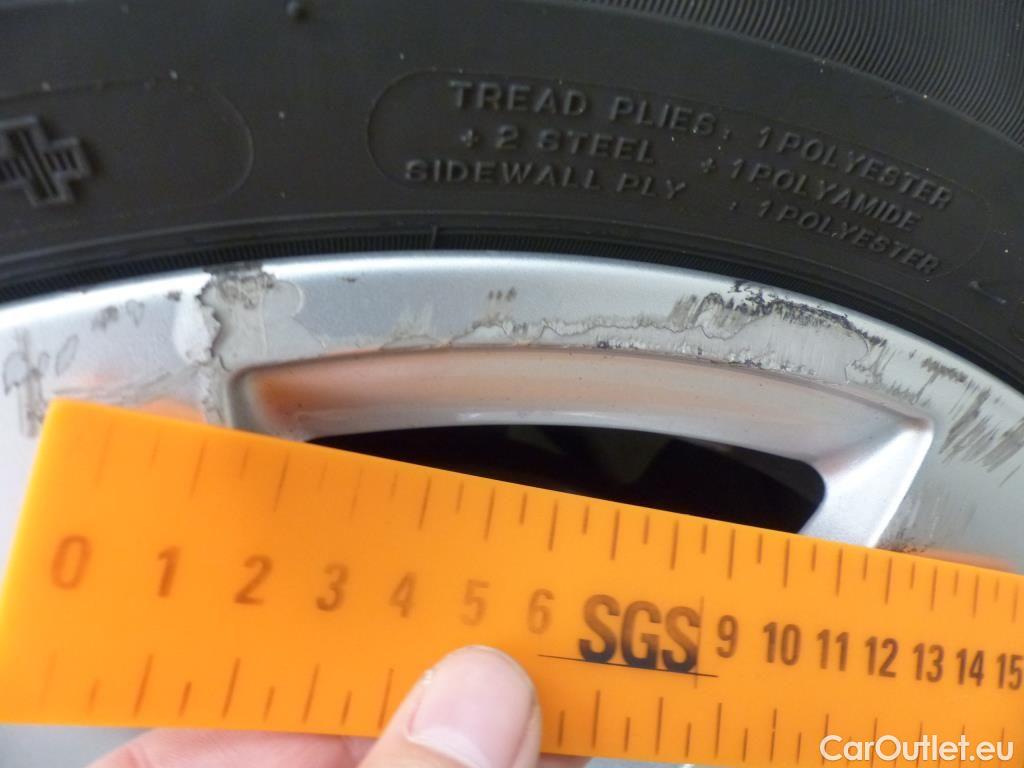 TREAD PLIES: 1 POLYESTER
+ 2 STEEL + 1 POLYAMIDE
SIDEWALL PLY : 1 POLYESTER
0 1 2 3 4 5 6 SGS 9 10 11 12 13 14 15
CarOutlet.eu